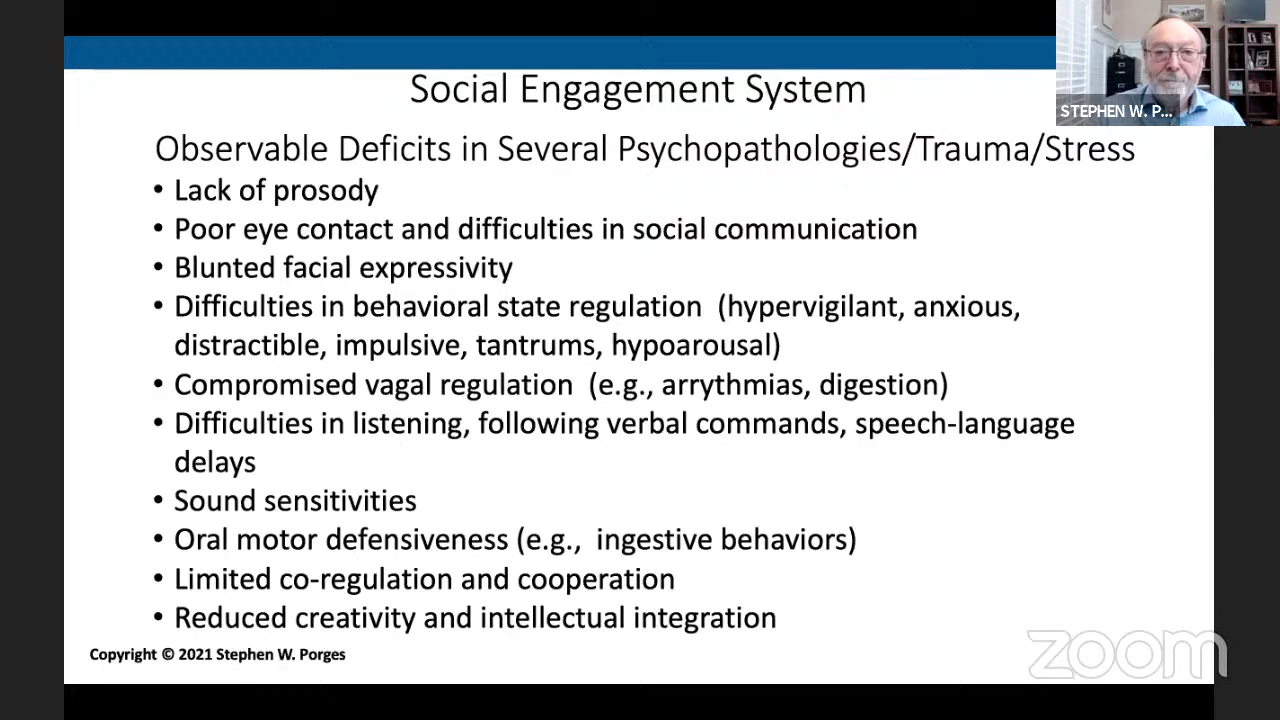 Social Engagement System
STEPHEN W. P...
Observable Deficits in Several Psychopathologies/Trauma/Stress
• Lack of prosody
• Poor eye contact and difficulties in social communication
• Blunted facial expressivity
• Difficulties in behavioral state regulation (hypervigilant, anxious,
distractible, impulsive, tantrums, hypoarousal)
• Compromised vagal regulation (e.g., arrythmias, digestion)
• Difficulties in listening, following verbal commands, speech-language
delays
• Sound sensitivities
• Oral motor defensiveness (e.g., ingestive behaviors)
• Limited co-regulation and cooperation
• Reduced creativity and intellectual integration
Copyright © 2021 Stephen W. Porges
zoom